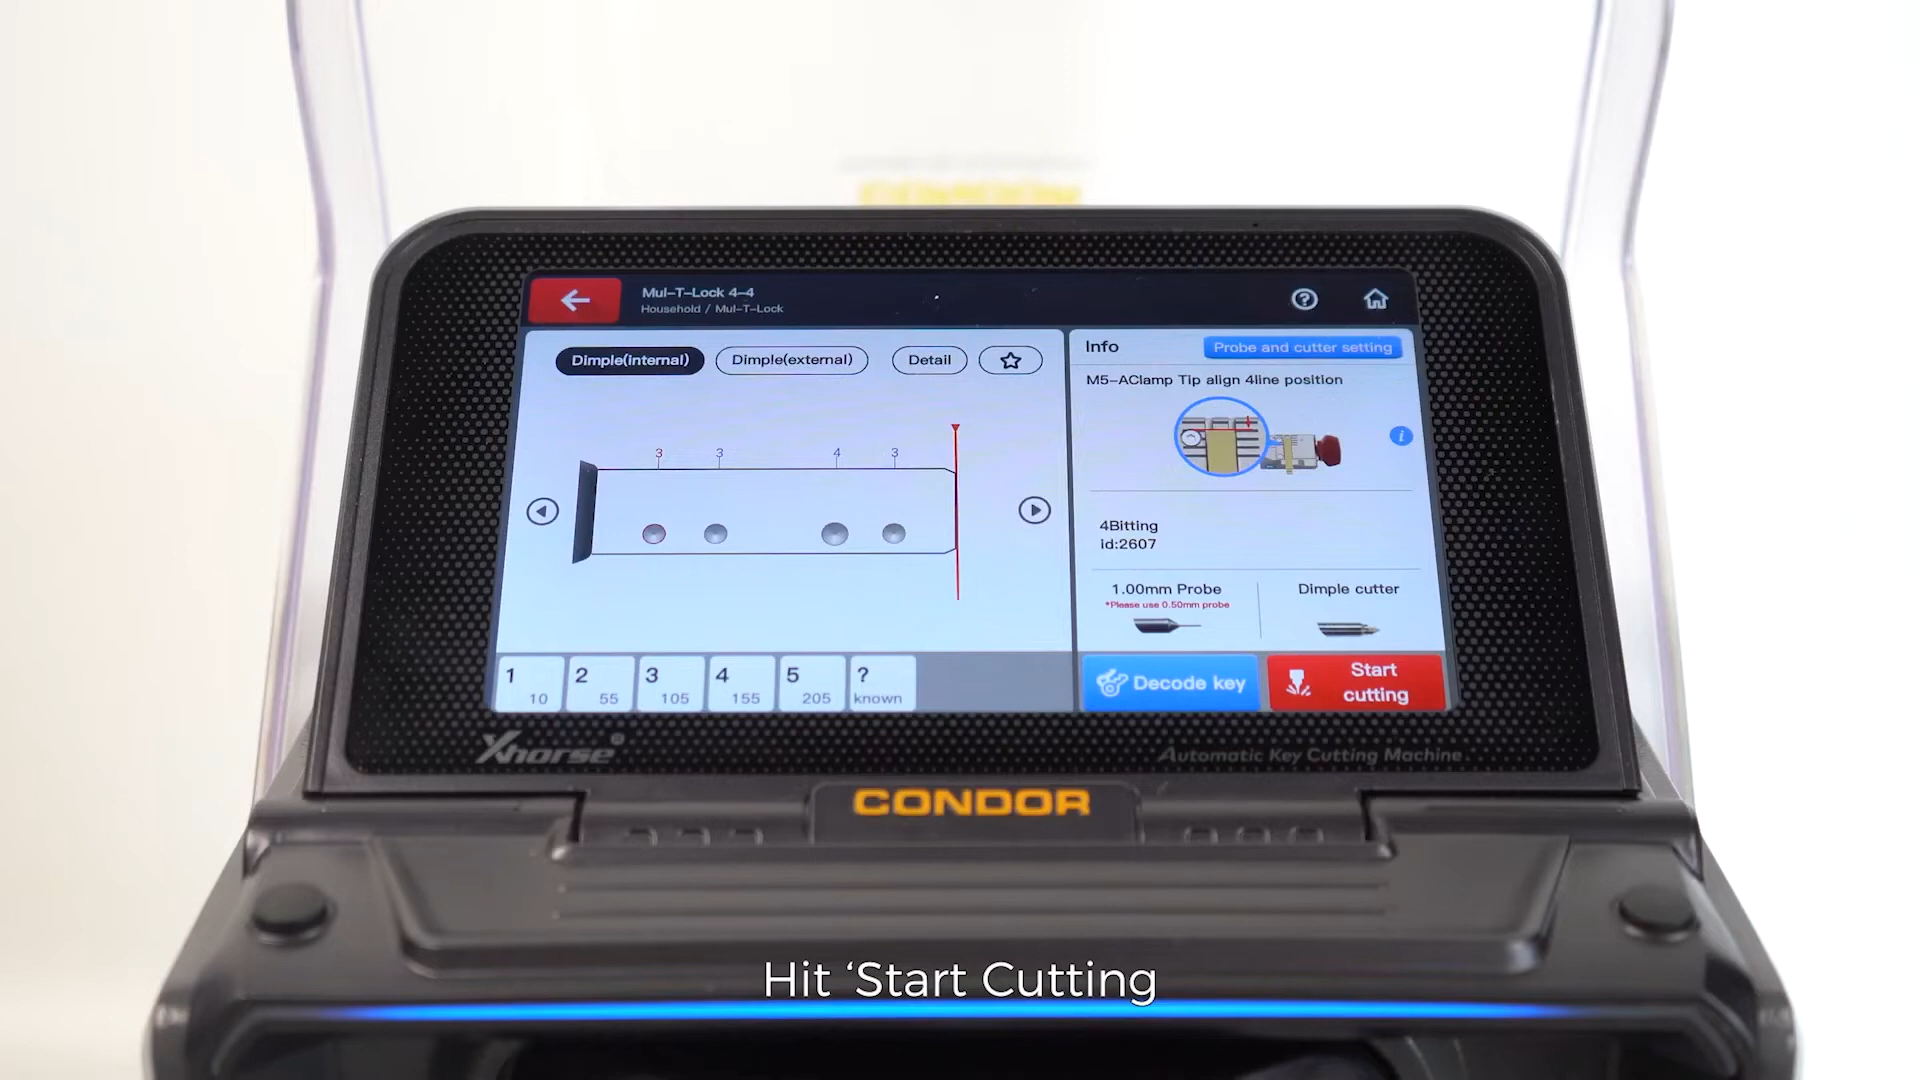 Mul-T-Lock 4-4
Household / Mul-T-Lock
Dimple(internal)
Dimple(external)
Detail
3 3 4 3
Info
Probe and cutter setting
M5-AClamp Tip align 4line position
4Bitting
id:2607
1.00mm Probe
*Please use 0.50mm probe
Dimple cutter
1 10
2 55
3 105
4 155
5 205
? known
Decode key
Start
cutting
Xhorse®
Automatic Key Cutting Machine
CONDOR
Hit ‘Start Cutting